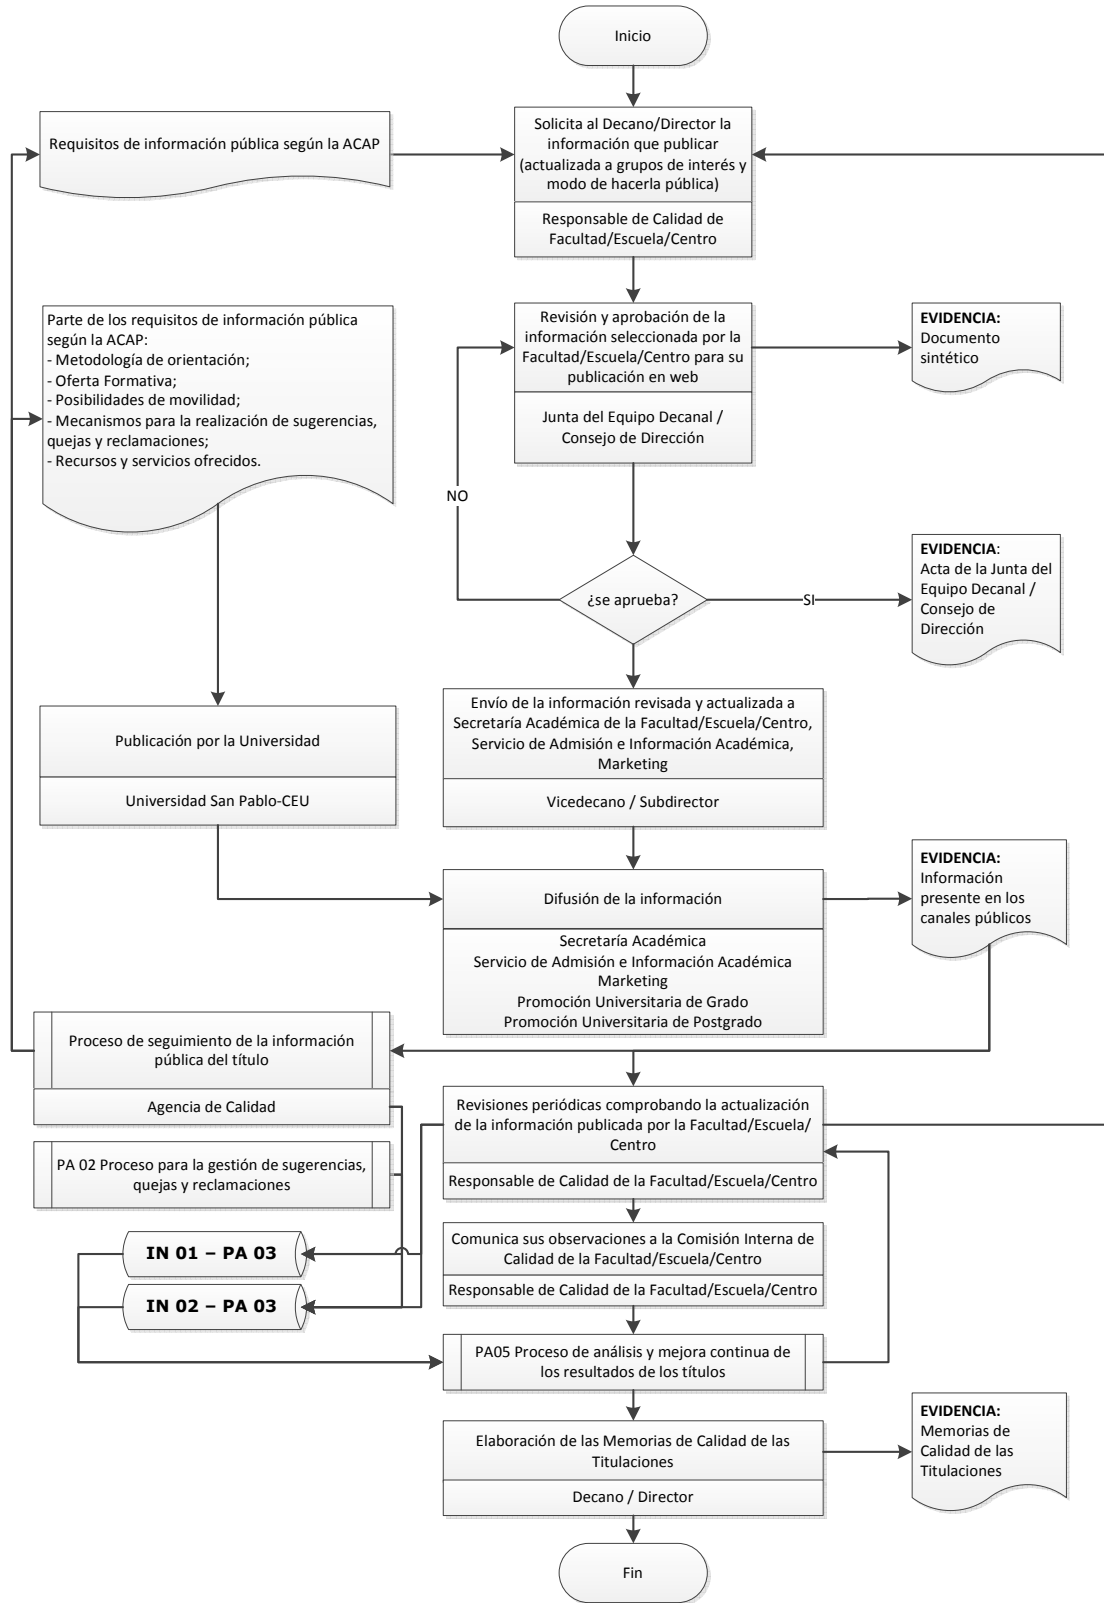 Inicio
Requisitos de información pública según la ACAP
Solicita al Decano/Director la
información que publicar
(actualizada a grupos de interés y
modo de hacerla pública)
Responsable de Calidad de
Facultad/Escuela/Centro
Parte de los requisitos de información pública
según la ACAP:
- Metodología de orientación;
- Oferta Formativa;
- Posibilidades de movilidad;
- Mecanismos para la realización de sugerencias,
quejas y reclamaciones;
- Recursos y servicios ofrecidos.
Revisión y aprobación de la
información seleccionada por la
Facultad/Escuela/Centro para su
publicación en web
Junta del Equipo Decanal /
Consejo de Dirección
EVIDENCIA:
Documento
sintético
NO
¿se aprueba?
SI
EVIDENCIA:
Acta de la Junta del
Equipo Decanal /
Consejo de
Dirección
Publicación por la Universidad
Universidad San Pablo-CEU
Envío de la información revisada y actualizada a
Secretaría Académica de la Facultad/Escuela/Centro,
Servicio de Admisión e Información Académica,
Marketing
Vicedecano / Subdirector
Difusión de la información
Secretaría Académica
Servicio de Admisión e Información Académica
Marketing
Promoción Universitaria de Grado
Promoción Universitaria de Postgrado
EVIDENCIA:
Información
presente en los
canales públicos
Proceso de seguimiento de la información
pública del título
Agencia de Calidad
PA 02 Proceso para la gestión de sugerencias,
quejas y reclamaciones
Revisiones periódicas comprobando la actualización
de la información publicada por la Facultad/Escuela/
Centro
Responsable de Calidad de la Facultad/Escuela/Centro
IN 01 – PA 03
IN 02 – PA 03
Comunica sus observaciones a la Comisión Interna de
Calidad de la Facultad/Escuela/Centro
Responsable de Calidad de la Facultad/Escuela/Centro
PA05 Proceso de análisis y mejora continua de
los resultados de los títulos
Elaboración de las Memorias de Calidad de las
Titulaciones
Decano / Director
EVIDENCIA:
Memorias de
Calidad de las
Titulaciones
Fin